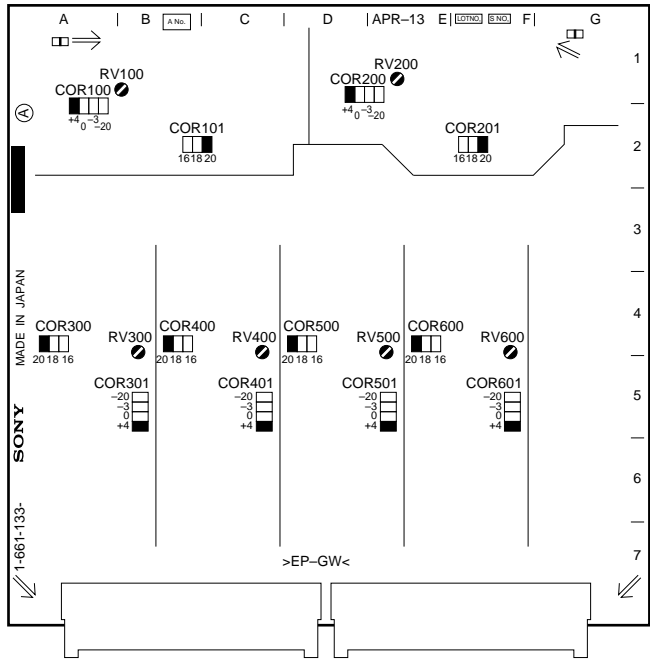 A B A No. C D APR–13 E LOTNO. S NO. F G
1
RV100 RV200
COR100 COR200
+4 0 –3 –20 +4 0 –3 –20
A
COR101 COR201
16 18 20 16 18 20
2
3
MADE IN JAPAN
4
COR300 RV300 COR400 RV400 COR500 RV500 COR600 RV600
20 18 16 20 18 16 20 18 16 20 18 16
COR301 COR401 COR501 COR601
–20 –20 –20 –20
–3 –3 –3 –3
0 0 0 0
+4 +4 +4 +4
5
SONY
6
1-661-133-
7
>EP–GW<